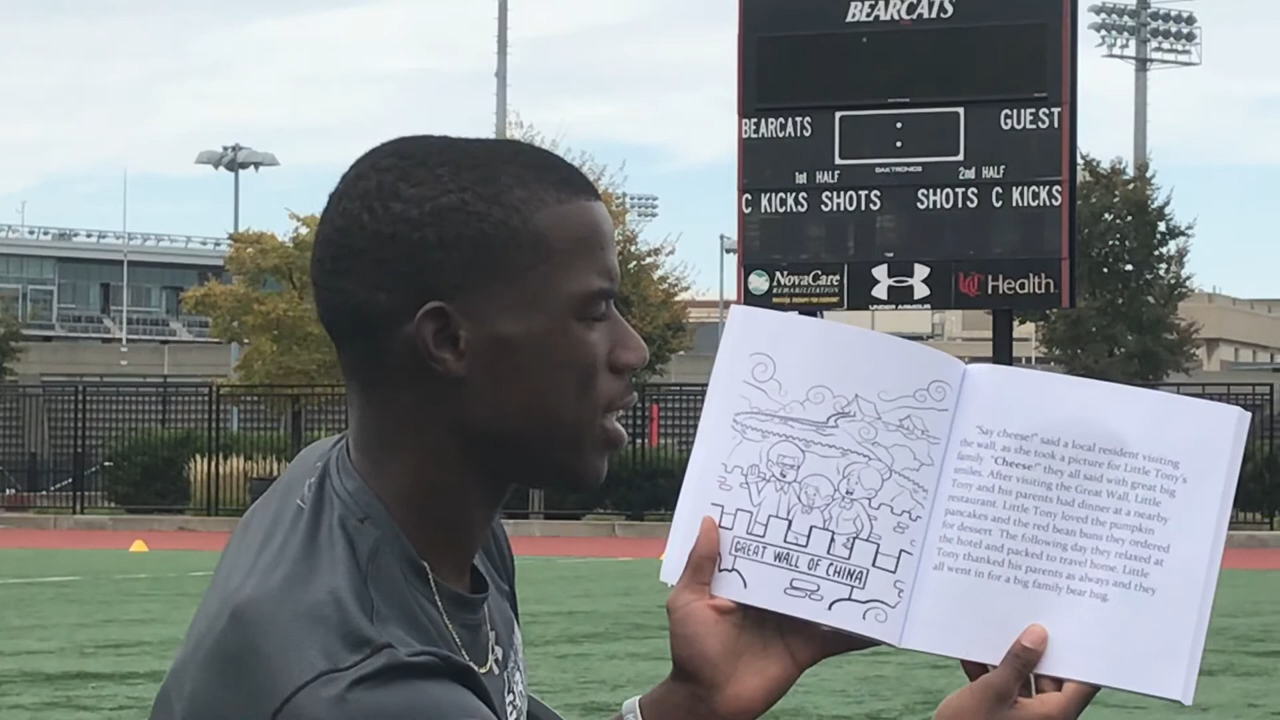 BEARCATS
BEARCATS
GUEST
DAKTRONICS
1st HALF 2nd HALF
C KICKS SHOTS SHOTS C KICKS
NovaCare
REHABILITATION
UNDER ARMOUR
UC Health.
GREAT WALL OF CHINA
"Say cheese!" said a local resident visiting
the wall, as she took a picture for Little Tony's
family. "Cheese!" they all said with great big
smiles. After visiting the Great Wall, Little
Tony and his parents had dinner at a nearby
restaurant. Little Tony loved the pumpkin
pancakes and the red bean buns they ordered
for dessert. The following day they relaxed at
the hotel and packed to travel home. Little
Tony thanked his parents as always and they
all went in for a big family bear hug.